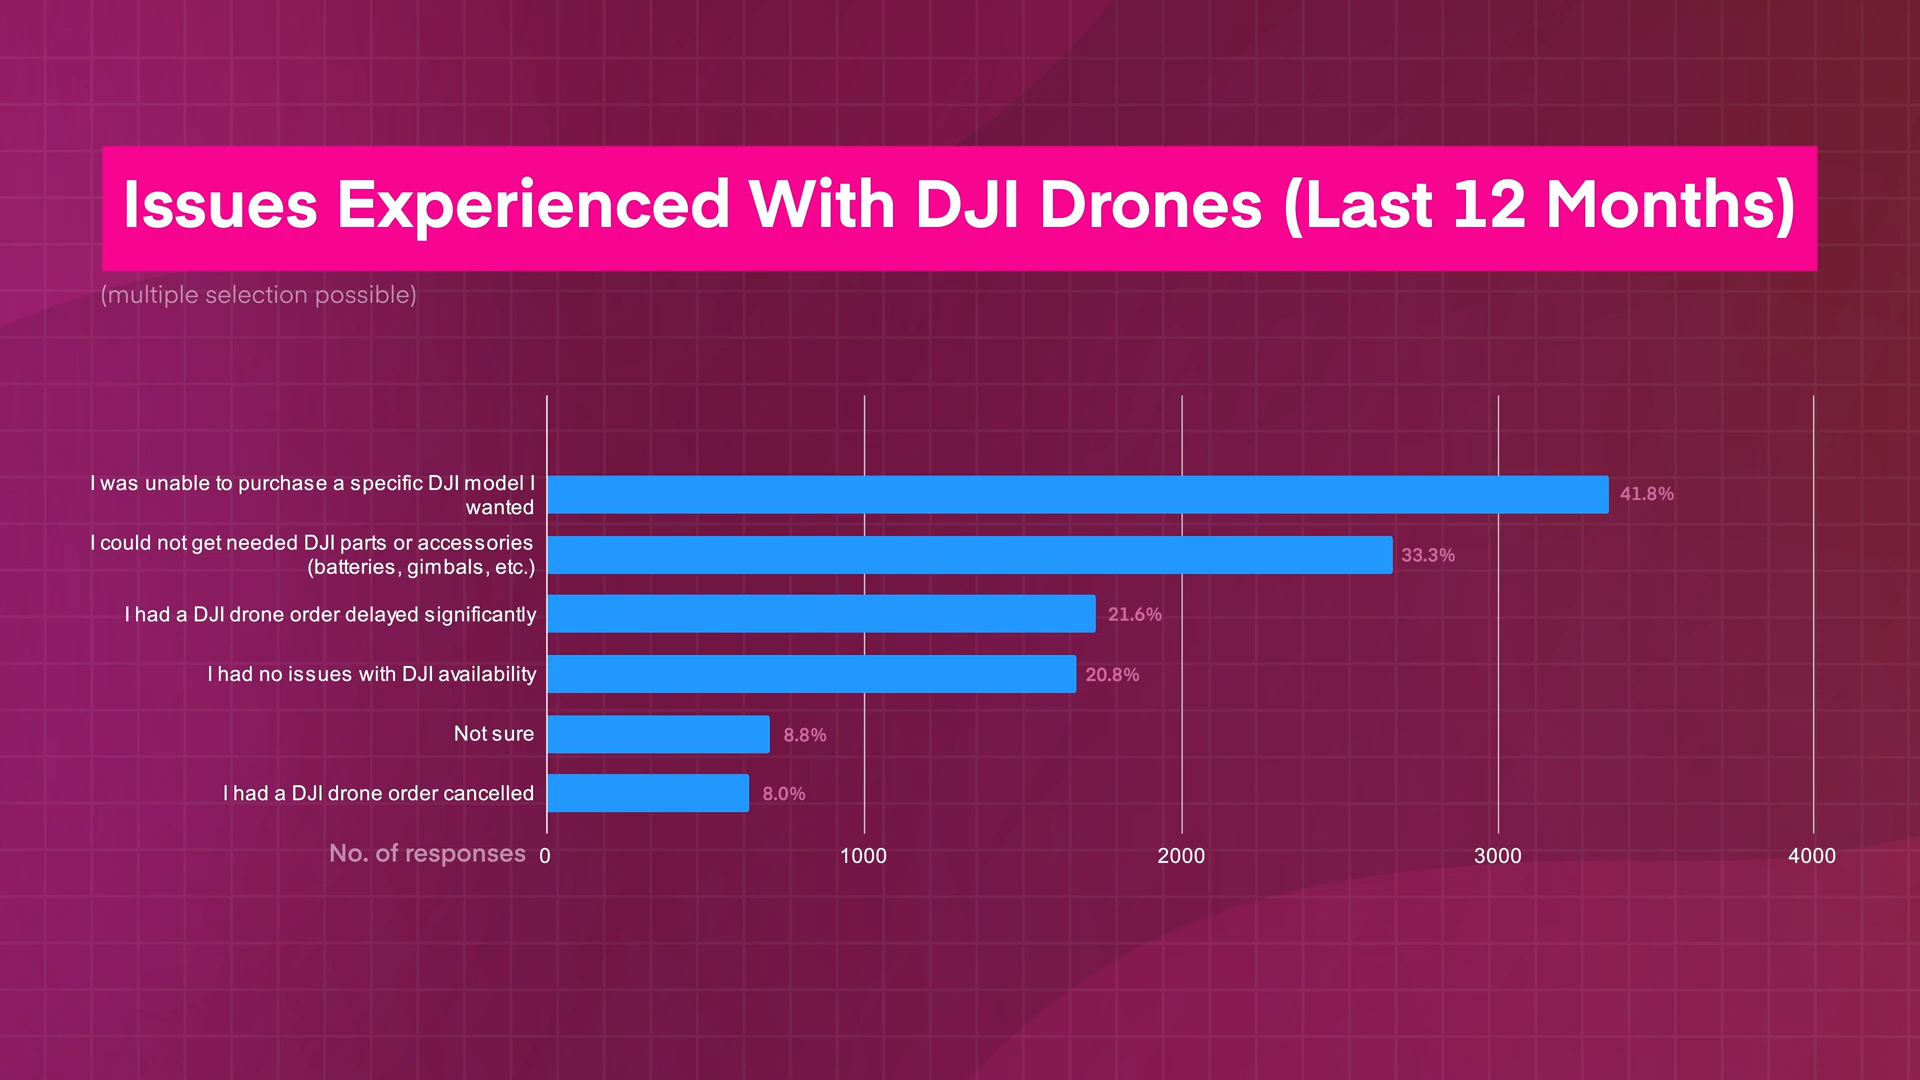 Issues Experienced With DJI Drones (Last 12 Months)
(multiple selection possible)
I was unable to purchase a specific DJI model I
wanted
41.8%
I could not get needed DJI parts or accessories
(batteries, gimbals, etc.)
33.3%
I had a DJI drone order delayed significantly
21.6%
I had no issues with DJI availability
20.8%
Not sure
8.8%
I had a DJI drone order cancelled
8.0%
No. of responses 0 1000 2000 3000 4000